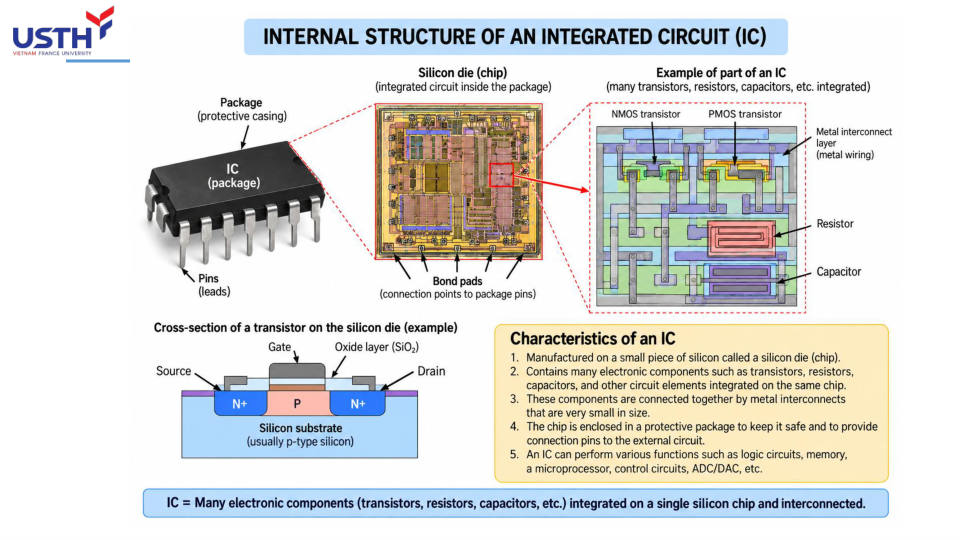 USTH
VIETNAM FRANCE UNIVERSITY
INTERNAL STRUCTURE OF AN INTEGRATED CIRCUIT (IC)
Package
(protective casing)
IC
(package)
Pins
(leads)
Silicon die (chip)
(integrated circuit inside the package)
Bond pads
(connection points to package pins)
Example of part of an IC
(many transistors, resistors, capacitors, etc. integrated)
NMOS transistor
PMOS transistor
Metal interconnect
layer
(metal wiring)
Resistor
Capacitor
Cross-section of a transistor on the silicon die (example)
Gate
Oxide layer (SiO₂)
Source
Drain
N+
P
N+
Silicon substrate
(usually p-type silicon)
Characteristics of an IC
1. Manufactured on a small piece of silicon called a silicon die (chip).
2. Contains many electronic components such as transistors, resistors,
capacitors, and other circuit elements integrated on the same chip.
3. These components are connected together by metal interconnects
that are very small in size.
4. The chip is enclosed in a protective package to keep it safe and to provide
connection pins to the external circuit.
5. An IC can perform various functions such as logic circuits, memory,
a microprocessor, control circuits, ADC/DAC, etc.
IC = Many electronic components (transistors, resistors, capacitors, etc.) integrated on a single silicon chip and interconnected.